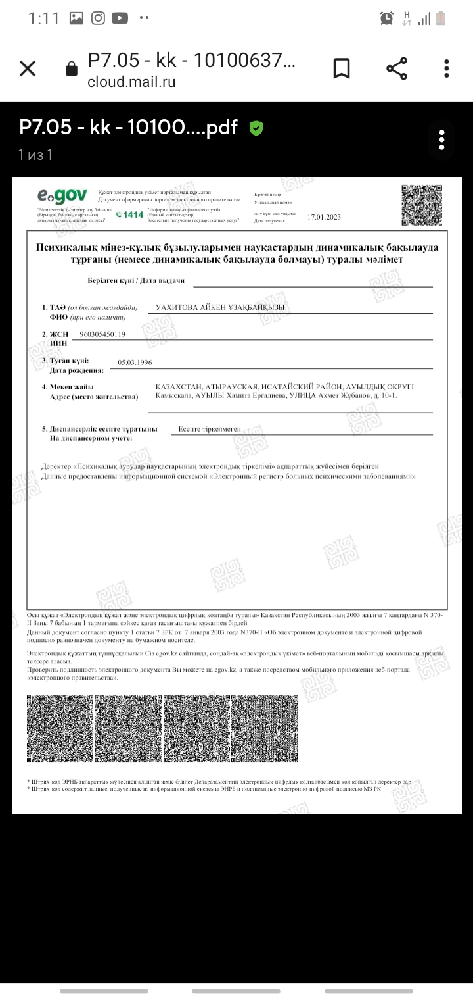 1:11
H
P7.05 - kk - 10100637...
cloud.mail.ru
P7.05 - kk - 10100....pdf
1 из 1
egov
Құжат электрондық үкімет порталымен құрылған
Документ сформирован порталом электронного правительства
"Мемлекеттік қызметтер алу бойынша
(Бірыңғай байланыс орталығы)
ақпараттық-анықтамалық қызметі"
1414
"Информационно-справочная служба
(Единый контакт-центр)
Касательно получения государственных услуг"
Бірегей нөмір
Уникальный номер
Алу күні мен уақыты
Дата получения
17.01.2023
Психикалық мінез-құлық бұзылуларымен науқастардың динамикалық бақылауда
тұрғаны (немесе динамикалық бақылауда болмауы) туралы мәлімет
Берілген күні / Дата выдачи
1. ТАӘ (ол болған жағдайда)
ФИО (при его наличии)
УАХИТОВА АЙКЕН ҰЗАҚБАЙҚЫЗЫ
2. ЖСН
ИИН
960305450119
3. Туған күні:
Дата рождения:
05.03.1996
4. Мекен жайы
Адрес (место жительства)
КАЗАХСТАН, АТЫРАУСКАЯ, ИСАТАЙСКИЙ РАЙОН, АУЫЛДЫҚ ОКРУГІ
Камыскала, АУЫЛЫ Хамита Ергалиева, УЛИЦА Ахмет Жұбанов, д. 10-1.
5. Диспансерлік есепте тұратыны
На диспансерном учете:
Есепте тіркелмеген
Деректер «Психикалық аурулар науқастарының электрондық тіркелімі» ақпараттық жүйесімен берілген
Данные предоставлены информационной системой «Электронный регистр больных психическими заболеваниями»
Осы құжат «Электрондық құжат және электрондық цифрлық қолтаңба туралы» Қазақстан Республикасының 2003 жылғы 7 қаңтардағы N 370-
II Заңы 7 бабының 1 тармағына сәйкес қағаз тасығыштағы құжатпен бірдей.
Данный документ согласно пункту 1 статьи 7 ЗРК от 7 января 2003 года N370-II «Об электронном документе и электронной цифровой
подписи» равнозначен документу на бумажном носителе.
Электрондық құжаттың түпнұсқалығын Сіз egov.kz сайтында, сондай-ақ «электрондық үкімет» веб-порталының мобильді қосымшасы арқылы
тексере аласыз.
Проверить подлинность электронного документа Вы можете на egov.kz, а также посредством мобильного приложения веб-портала
«электронного правительства».
* Штрих-код ЭРНБ ақпараттық жүйесінен алынған және Әділет Департаментінің электрондық-цифрлық қолтаңбасымен қол қойылған деректер бар
* Штрих-код содержит данные, полученные из информационной системы ЭНРБ и подписанные электронно-цифровой подписью МЗ РК